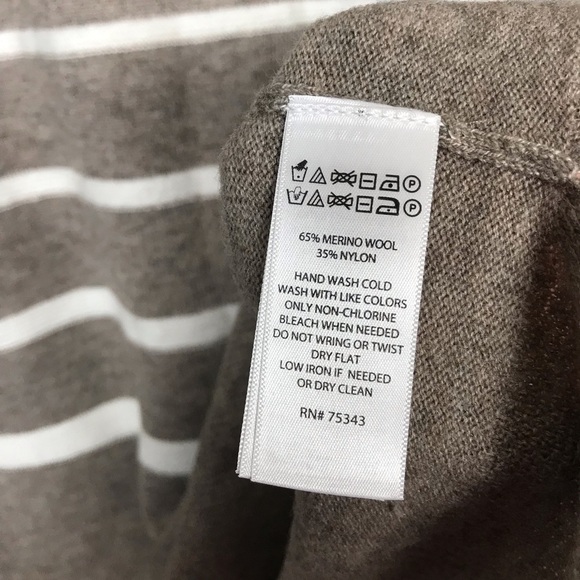 65% MERINO WOOL
35% NYLON
HAND WASH COLD
WASH WITH LIKE COLORS
ONLY NON-CHLORINE
BLEACH WHEN NEEDED
DO NOT WRING OR TWIST
DRY FLAT
LOW IRON IF NEEDED
OR DRY CLEAN
RN# 75343